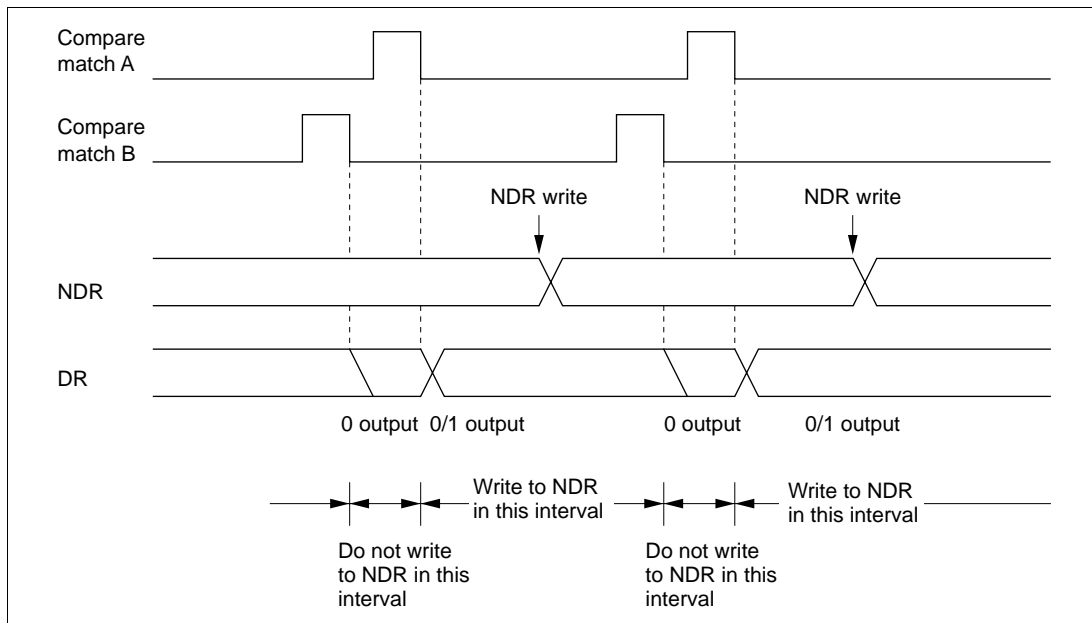 Compare
match A
Compare
match B
NDR write
NDR write
NDR
DR
0 output 0/1 output
0 output
0/1 output
Write to NDR
in this interval
Write to NDR
in this interval
Do not write
to NDR in this
interval
Do not write
to NDR in this
interval